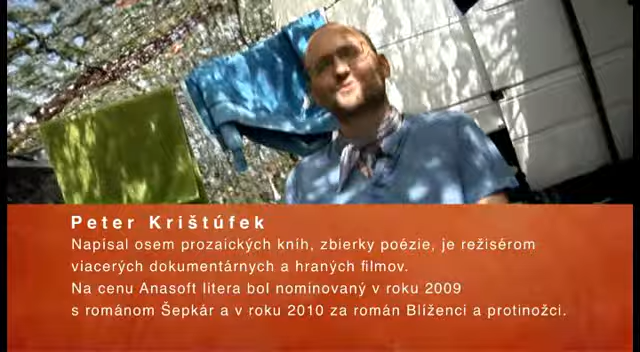 Peter Krištúfek
Napísal osem prozaických kníh, zbierky poézie, je režisérom
viacerých dokumentárnych a hraných filmov.
Na cenu Anasoft litera bol nominovaný v roku 2009
s románom Šepkár a v roku 2010 za román Blíženci a protinožci.